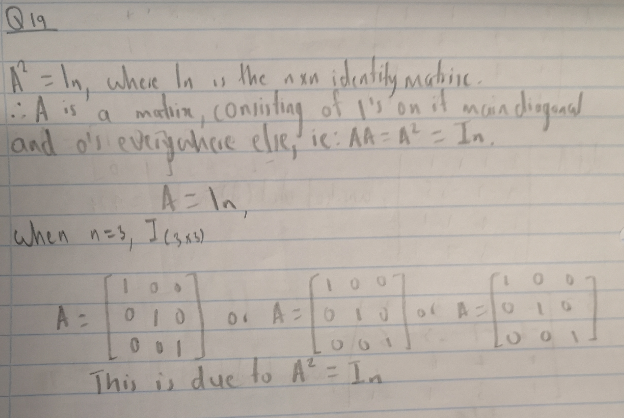 Q19
A² = In, where In is the nxn identity matrix.
∴ A is a matrix, consisting of 1's on it main diagonal
and 0's everywhere else, ie: AA = A² = In.
A = In,
when n=3, I(3x3)
A = [1 0 0 0 1 0 0 0 1] or A = [1 0 0 0 1 0 0 0 1] or A = [1 0 0 0 1 0 0 0 1]
This is due to A² = In